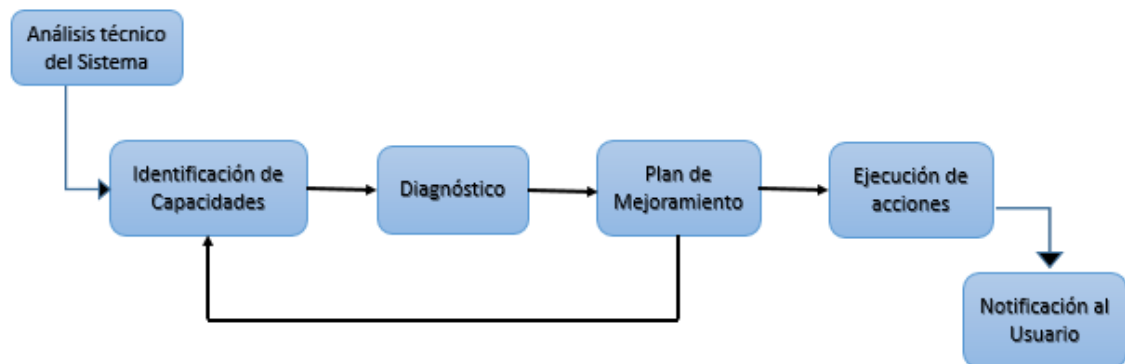 Análisis técnico
del Sistema
Identificación de
Capacidades
Diagnóstico
Plan de
Mejoramiento
Ejecución de
acciones
Notificación al
Usuario